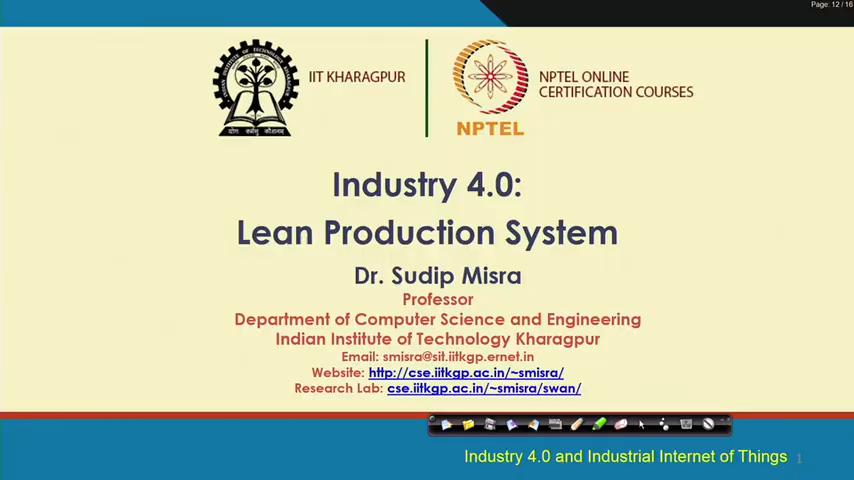 Page: 12 / 16
IIT KHARAGPUR
NPTEL ONLINE
CERTIFICATION COURSES
NPTEL
योगः कर्मसु कौशलम्
Industry 4.0:
Lean Production System
Dr. Sudip Misra
Professor
Department of Computer Science and Engineering
Indian Institute of Technology Kharagpur
Email: smisra@sit.iitkgp.ernet.in
Website: http://cse.iitkgp.ac.in/~smisra/
Research Lab: cse.iitkgp.ac.in/~smisra/swan/
Industry 4.0 and Industrial Internet of Things 1